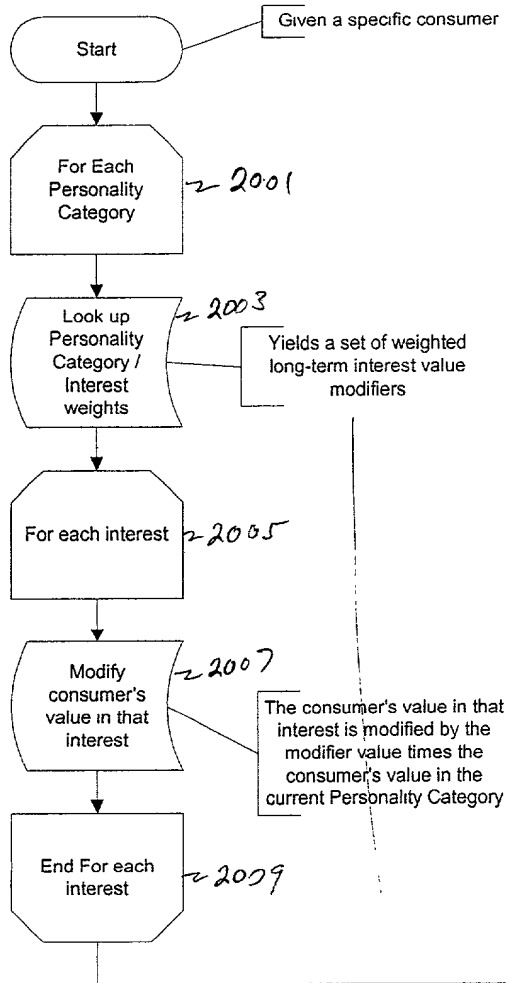 Start
Given a specific consumer
For Each
Personality
Category
2001
Look up
Personality
Category /
Interest
weights
2003
Yields a set of weighted
long-term interest value
modifiers
For each interest
2005
Modify
consumer's
value in that
interest
2007
The consumer's value in that
interest is modified by the
modifier value times the
consumer's value in the
current Personality Category
End For each
interest
2009